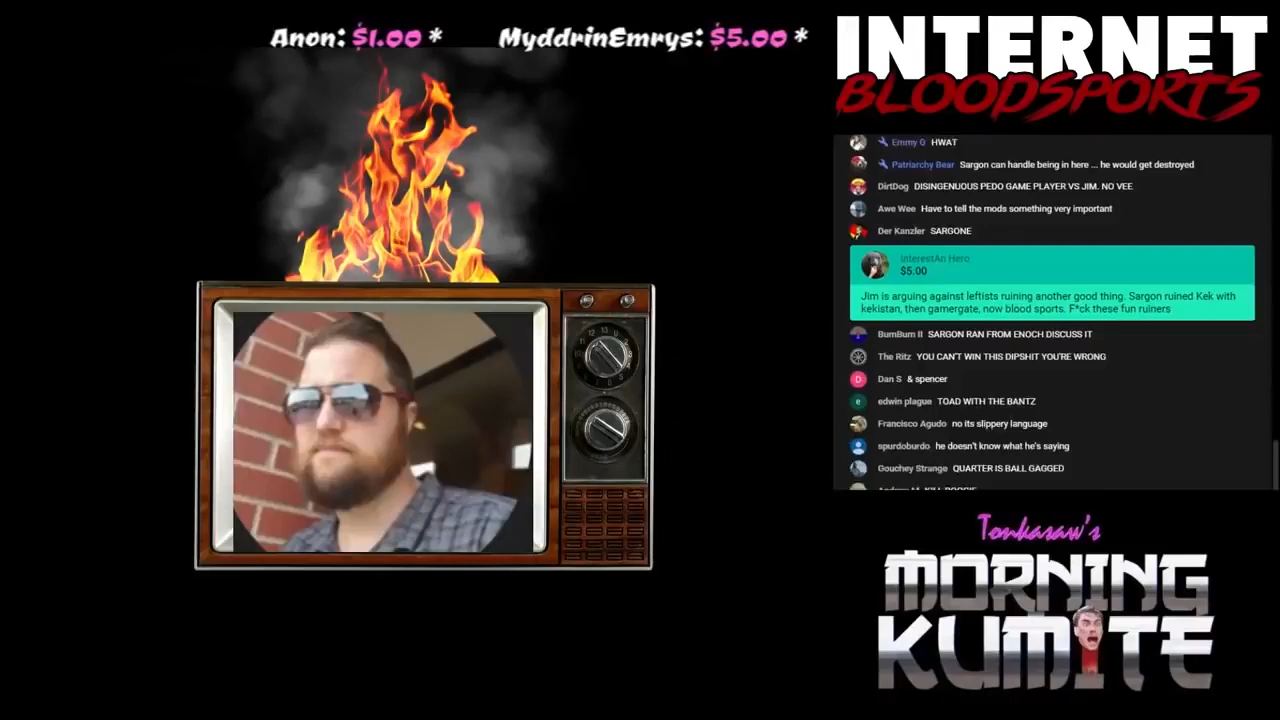 Anon: $1.00 * MyddrinEmrys: $5.00 *
INTERNET
BLOODSPORTS
Emmy O HWAT
Patriarchy Bear Sargon can handle being in here ... he would get destroyed
DirtDog DISINGENUOUS PEDO GAME PLAYER VS JIM. NO VEE
Awe Wee Have to tell the mods something very important
Der Kanzler SARGONE
InterestAn Hero
$5.00
Jim is arguing against leftists ruining another good thing. Sargon ruined Kek with
kekistan, then gamergate, now blood sports. F*ck these fun ruiners
BumBum II SARGON RAN FROM ENOCH DISCUSS IT
The Ritz YOU CAN'T WIN THIS DIPSHIT YOU'RE WRONG
Dan S & spencer
edwin plague TOAD WITH THE BANTZ
Francisco Agudo no its slippery language
spurdoburdo he doesn't know what he's saying
Gouchey Strange QUARTER IS BALL GAGGED
Tonkasaw's
MORNING
KUMITE